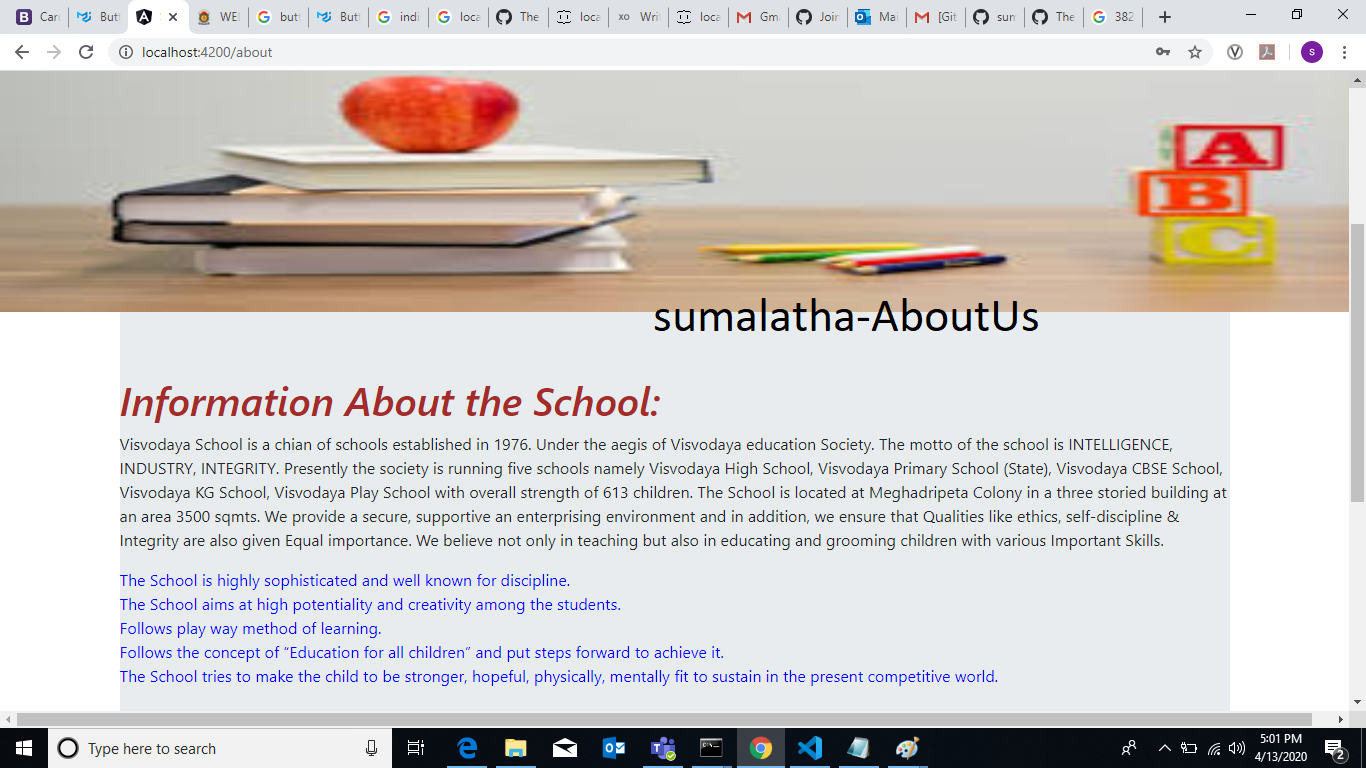 Car
Butt
S
WEI
butt
Butt
indi
loca
The
loca
Writ
loca
Gma
Join
Mai
[Git
sun
The
382
localhost:4200/about
s
A
B
C
sumalatha-AboutUs
Information About the School:
Visvodaya School is a chian of schools established in 1976. Under the aegis of Visvodaya education Society. The motto of the school is INTELLIGENCE,
INDUSTRY, INTEGRITY. Presently the society is running five schools namely Visvodaya High School, Visvodaya Primary School (State), Visvodaya CBSE School,
Visvodaya KG School, Visvodaya Play School with overall strength of 613 children. The School is located at Meghadripeta Colony in a three storied building at
an area 3500 sqmts. We provide a secure, supportive an enterprising environment and in addition, we ensure that Qualities like ethics, self-discipline &
Integrity are also given Equal importance. We believe not only in teaching but also in educating and grooming children with various Important Skills.
The School is highly sophisticated and well known for discipline.
The School aims at high potentiality and creativity among the students.
Follows play way method of learning.
Follows the concept of “Education for all children” and put steps forward to achieve it.
The School tries to make the child to be stronger, hopeful, physically, mentally fit to sustain in the present competitive world.
Type here to search
5:01 PM
4/13/2020
2